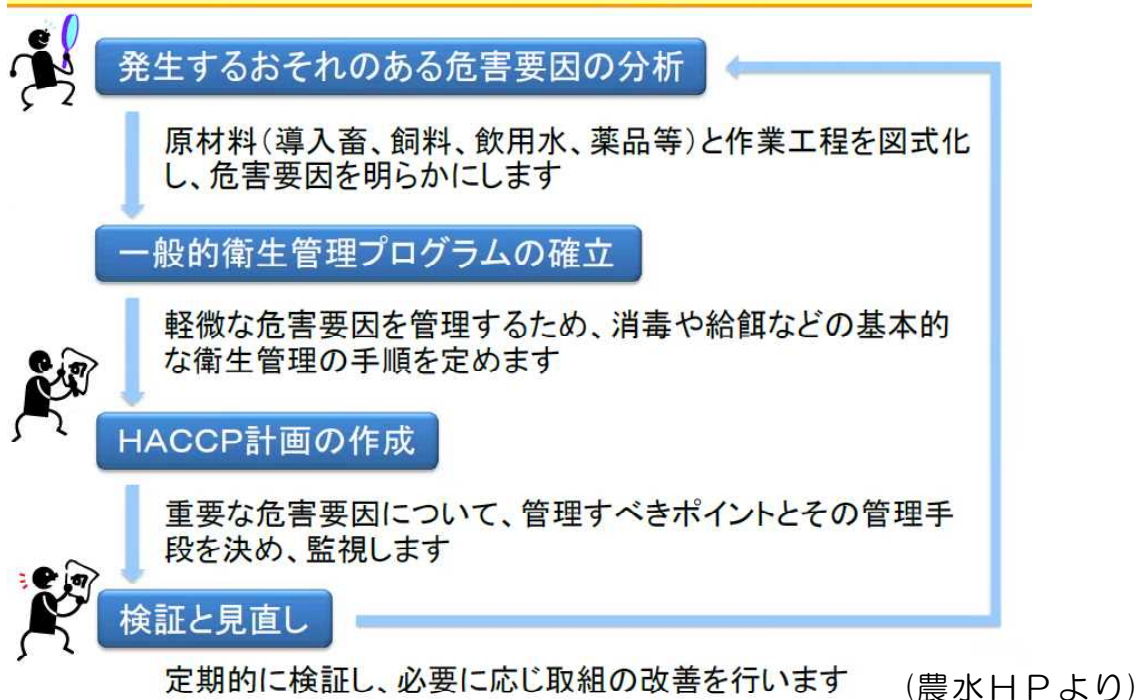 発生するおそれのある危害要因の分析
原材料(導入畜、飼料、飲用水、薬品等)と作業工程を図式化
し、危害要因を明らかにします
一般的衛生管理プログラムの確立
軽微な危害要因を管理するため、消毒や給餌などの基本的
な衛生管理の手順を定めます
HACCP計画の作成
重要な危害要因について、管理すべきポイントとその管理手
段を決め、監視します
検証と見直し
定期的に検証し、必要に応じ取組の改善を行います
(農水HPより)